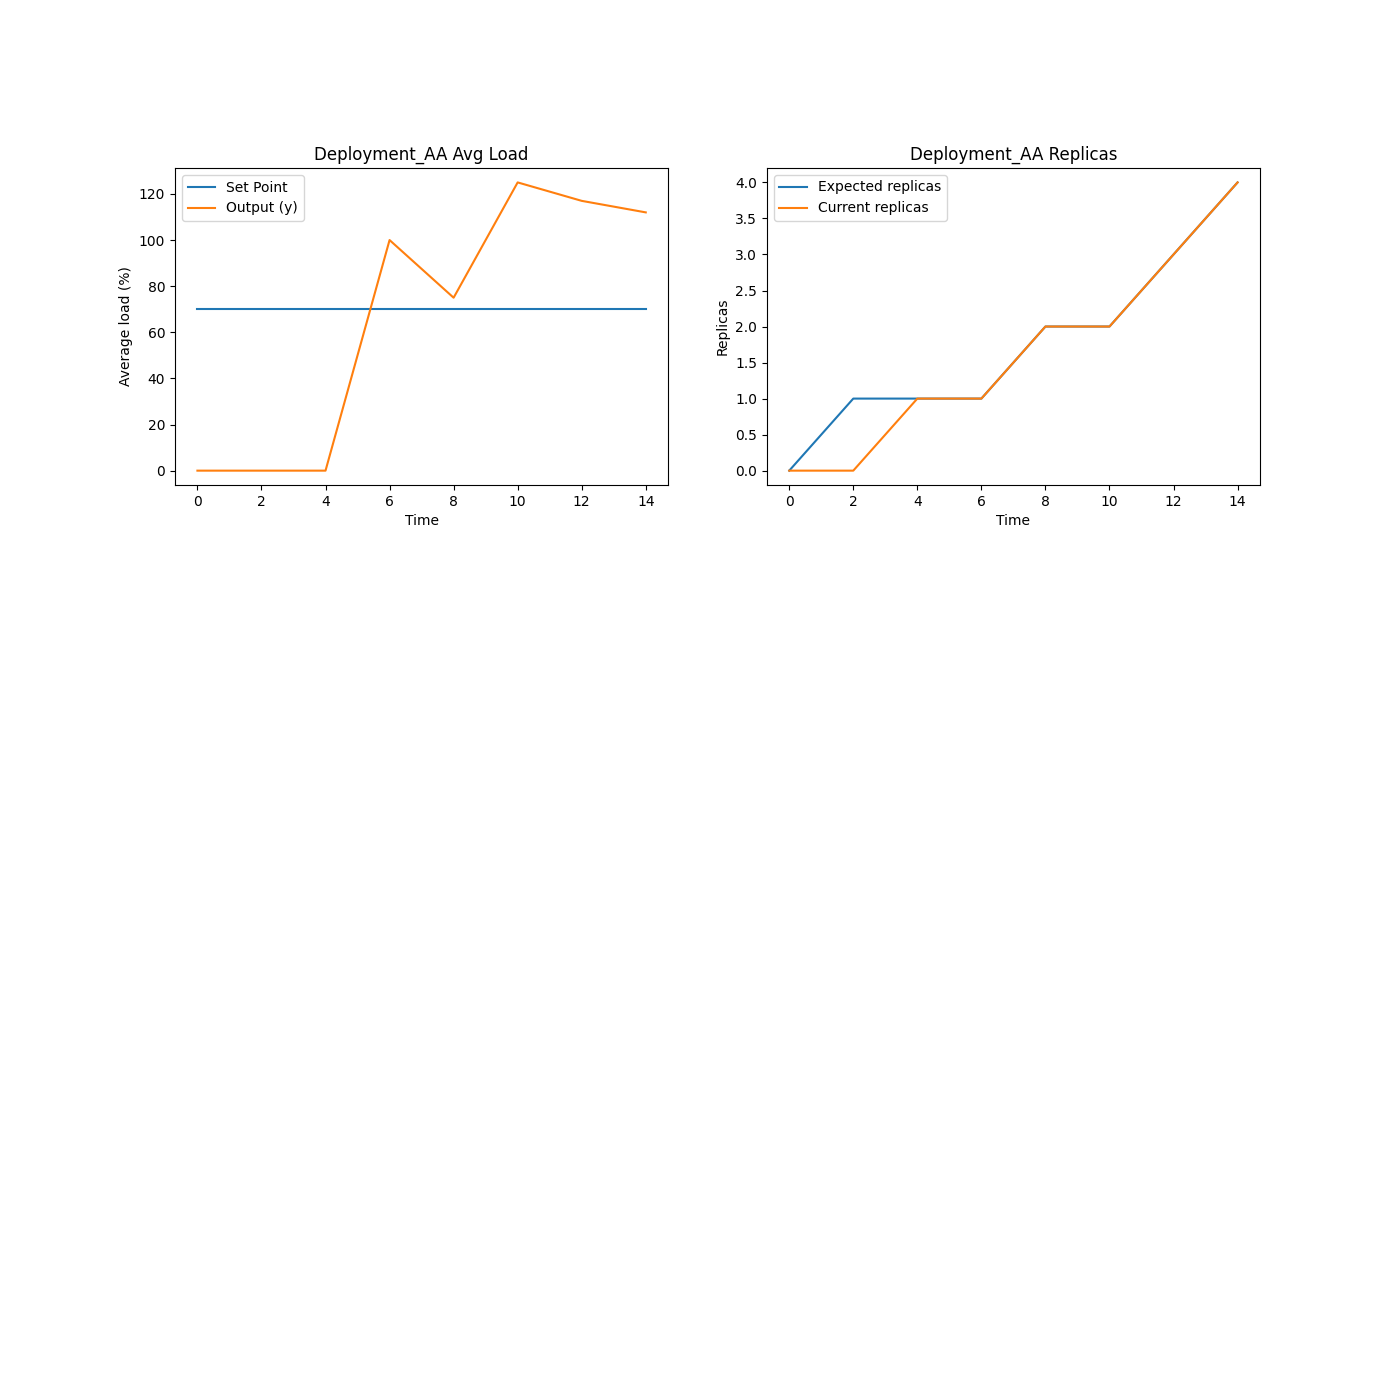 Deployment_AA Avg Load
Set Point
Output (y)
120
100
80
60
40
20
0
Average load (%)
0 2 4 6 8 10 12 14
Time
Deployment_AA Replicas
Expected replicas
Current replicas
4.0
3.5
3.0
2.5
2.0
1.5
1.0
0.5
0.0
Replicas
0 2 4 6 8 10 12 14
Time